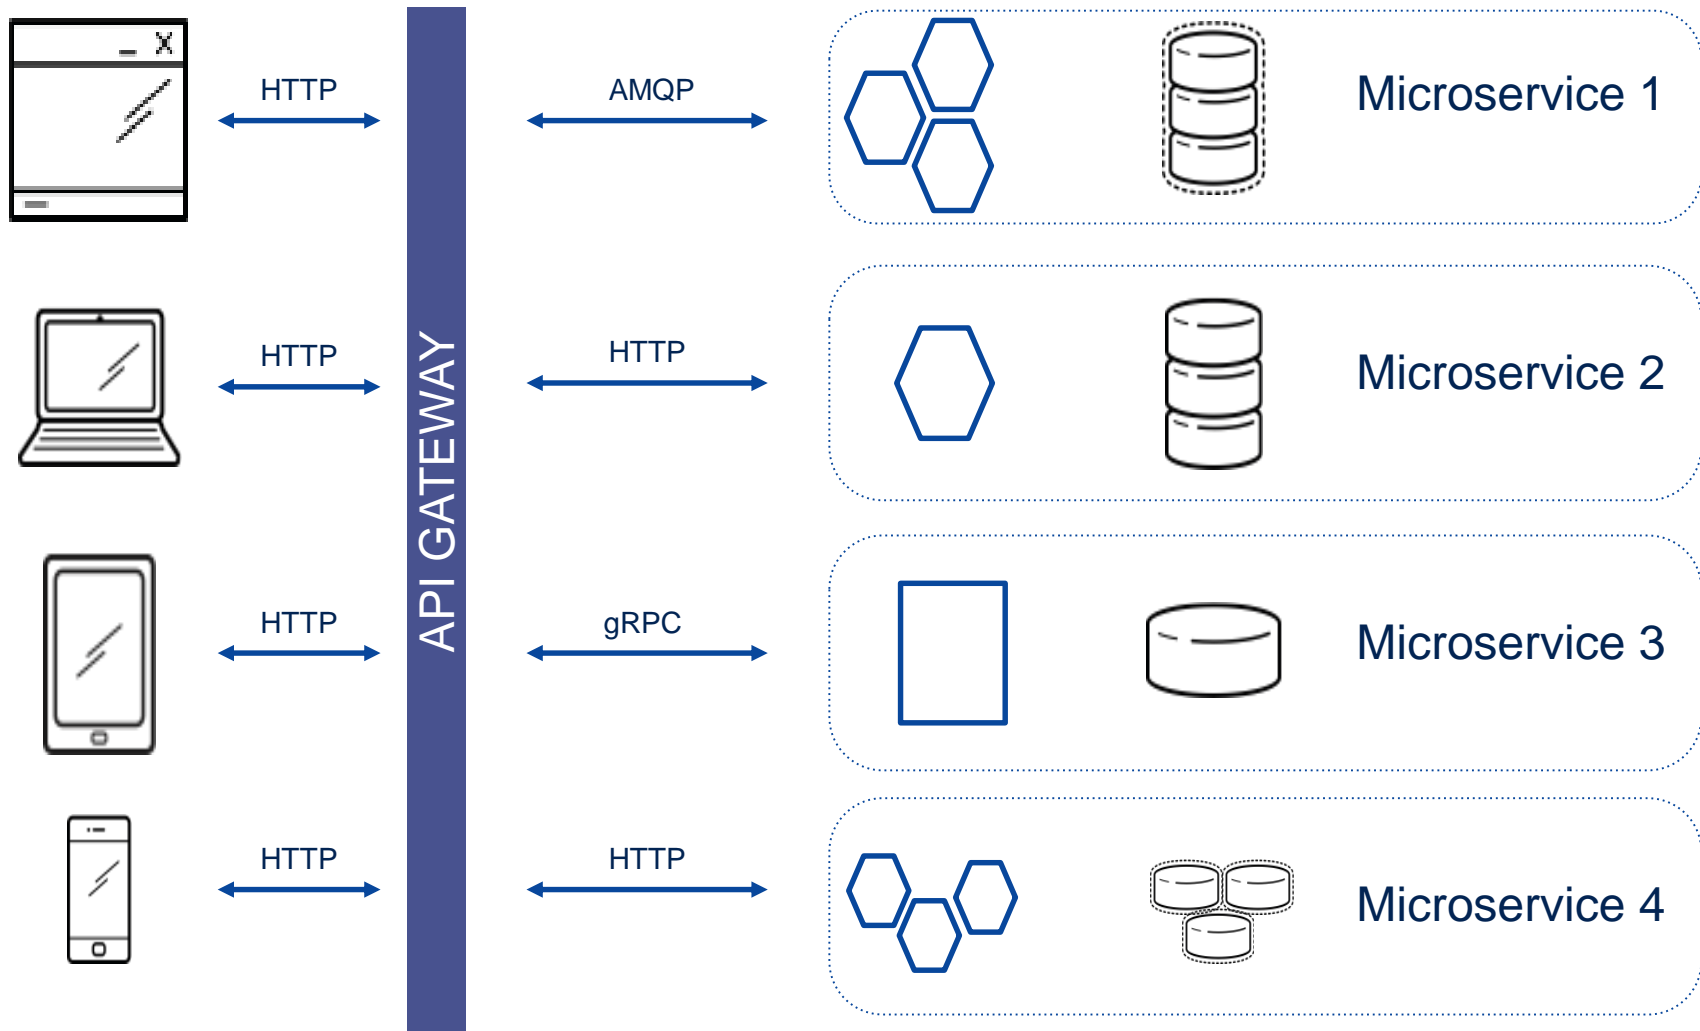 HTTP
AMQP
Microservice 1
HTTP
HTTP
Microservice 2
API GATEWAY
HTTP
gRPC
Microservice 3
HTTP
HTTP
Microservice 4